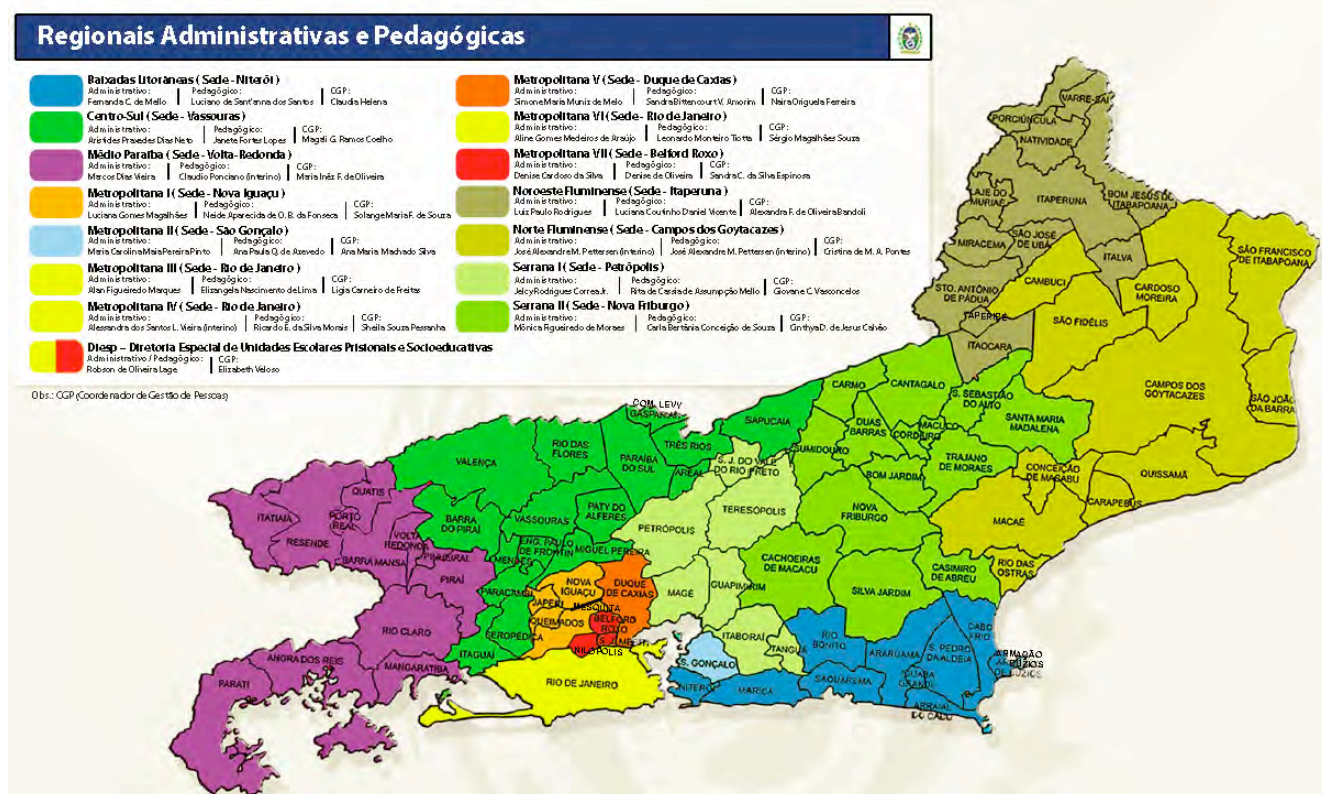 Regionais Administrativas e Pedagógicas
Baixadas Litorâneas ( Sede - Niterói )
Administrativo: Pedagógico: CGP:
Fernanda C. de Mello Luciano de Sant'anna dos Santos Claudia Helena
Centro-Sul ( Sede - Vassouras)
Administrativo: Pedagógico: CGP:
Aristides Praxedes Dias Neto Janete Fortes Lopes Magali G. Ramos Coelho
Médio Paraíba ( Sede - Volta-Redonda)
Administrativo: Pedagógico: CGP:
Marcos Dias Vieira Claudio Ponciano (interino) Maria Inêz F. de Oliveira
Metropolitana I ( Sede - Nova Iguaçu )
Administrativo: Pedagógico: CGP:
Luciana Gomes Magalhães Neide Aparecida de O. B. da Fonseca Solange Maria F. de Souza
Metropolitana II ( Sede - São Gonçalo)
Administrativo: Pedagógico: CGP:
Maria Carolina Maia Pereira Pinto Ana Paula Q. de Azevedo Ana Maria Machado Silva
Metropolitana III ( Sede - Rio de Janeiro )
Administrativo: Pedagógico: CGP:
Alan Figueiredo Marques Elizangela Nascimento de Lima Ligia Carneiro de Freitas
Metropolitana IV ( Sede - Rio de Janeiro)
Administrativo: Pedagógico: CGP:
Alessandra dos Santos L. Vieira (interino) Ricardo E. da Silva Morais Sheila Souza Pessanha
Diesp – Diretoria Especial de Unidades Escolares Prisionais e Socioeducativas
Administrativo / Pedagógico: CGP:
Robson de Oliveira Lage Elizabeth Veloso
Metropolitana V ( Sede - Duque de Caxias )
Administrativo: Pedagógico: CGP:
Simone Maria Muniz de Melo Sandra Bittencourt V. Amorim Naira Origuela Ferreira
Metropolitana VI ( Sede - Rio de Janeiro)
Administrativo: Pedagógico: CGP:
Aline Gomes Medeiros de Araújo Leonardo Monteiro Tiotta Sérgio Magalhães Souza
Metropolitana VII ( Sede - Belford Roxo)
Administrativo: Pedagógico: CGP:
Denise Cardoso da Silva Denise de Oliveira Sandra C. da Silva Espinosa
Noroeste Fluminense ( Sede - Itaperuna )
Administrativo: Pedagógico: CGP:
Luiz Paulo Rodrigues Luciana Coutinho Daniel Vicente Alexandra F. de Oliveira Bandoli
Norte Fluminense ( Sede - Campos dos Goytacazes )
Administrativo: Pedagógico: CGP:
José Alexandre M. Pettersen (interino) José Alexandre M. Pettersen (interino) Cristina de M. A. Pontes
Serrana I ( Sede - Petrópolis )
Administrativo: Pedagógico: CGP:
Jelcy Rodrigues Correa Jr. Rita de Cassia de Assumpção Mello Giovane C. Vasconcelos
Serrana II ( Sede - Nova Friburgo )
Administrativo: Pedagógico: CGP:
Mônica Figueiredo de Moraes Carla Bertânia Conceição de Souza Cinthya D. de Jesur Calvão
Obs.: CGP (Coordenador de Gestão de Pessoas)
VARRE-SAI
PORCIÚNCULA
NATIVIDADE
LAJE DO
MURIAÉ
ITAPERUNA
BOM JESUS DE
ITABAPOANA
SÃO JOSÉ
DE UBÁ
MIRACEMA
ITALVA
SÃO FRANCISCO
DE ITABAPOANA
STO. ANTÔNIO
DE PÁDUA
CAMBUCI
CARDOSO
MOREIRA
APERIBÉ
SÃO FIDÉLIS
ITAOCARA
CAMPOS DOS
GOYTACAZES
SÃO JOÃO
DA BARRA
CARMO
CANTAGALO
S. SEBASTIÃO
DO ALTO
SANTA MARIA
MADALENA
COM. LEVY
GASPARIAN
SAPUCAIA
DUAS
BARRAS
MACUCO
CORDEIRO
TRAJANO
DE MORAES
SUMIDOURO
BOM JARDIM
CONCEIÇÃO
DE MACABU
QUISSAMÃ
CARAPEBUS
MACAÉ
VALENÇA
RIO DAS
FLORES
PARAÍBA
DO SUL
TRÊS RIOS
AREAL
S. J. DO VALE
DO RIO PRETO
TERESÓPOLIS
PETRÓPOLIS
NOVA
FRIBURGO
QUATIS
ITATIAIA
PORTO
REAL
RESENDE
VOLTA
REDONDA
BARRA MANSA
PINHEIRAL
PIRAÍ
BARRA
DO PIRAÍ
VASSOURAS
PATY DO
ALFERES
ENG. PAULO
DE FRONTIN
MENDES
MIGUEL PEREIRA
CACHOEIRAS
DE MACACU
CASIMIRO
DE ABREU
RIO DAS
OSTRAS
SILVA JARDIM
PARACAMBI
NOVA
IGUAÇU
DUQUE
DE CAXIAS
MAGÉ
GUAPIMIRIM
JAPERI
MESQUITA
QUEIMADOS
BELFORD
ROXO
SEROPÉDICA
NILÓPOLIS
ITAGUAÍ
RIO CLARO
ANGRA DOS REIS
MANGARATIBA
PARATI
RIO DE JANEIRO
ITABORAÍ
TANGUÁ
S. GONÇALO
NITERÓI
MARICÁ
RIO
BONITO
ARARUAMA
SAQUAREMA
S. PEDRO
DA ALDEIA
IGUABA
GRANDE
CABO
FRIO
ARMAÇÃO
DE BÚZIOS
ARRAIAL
DO CABO